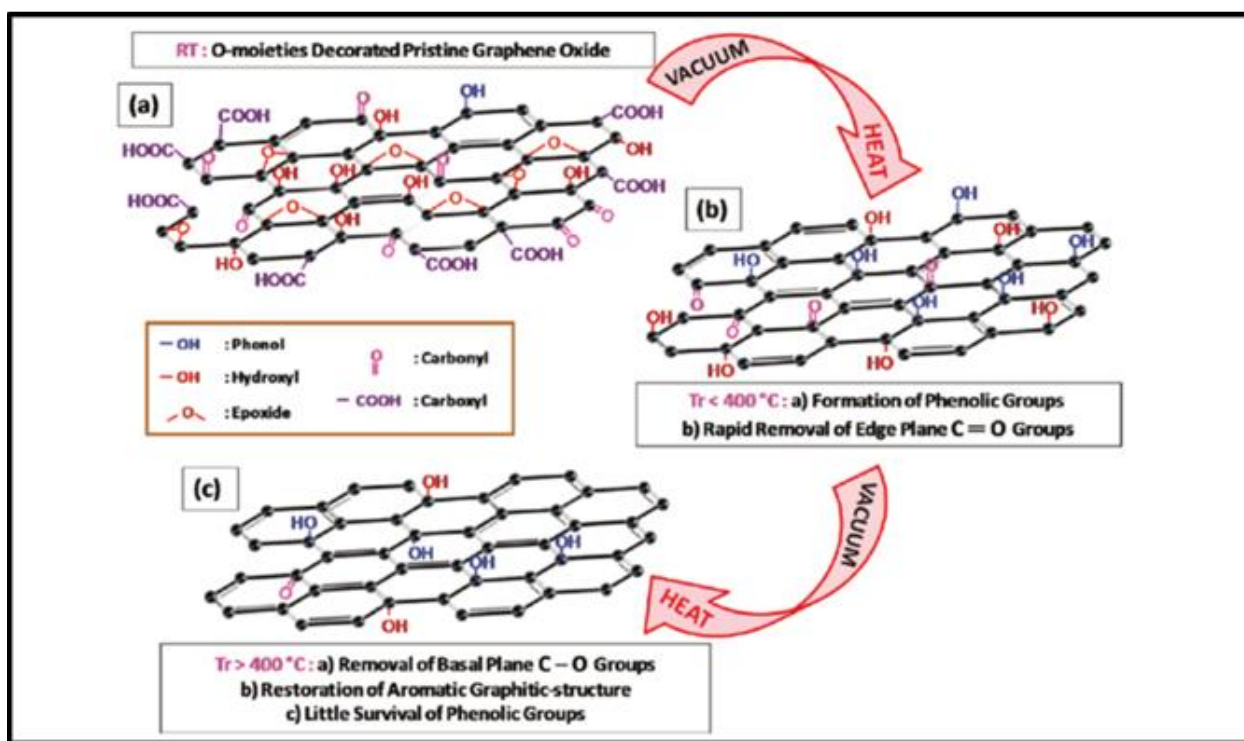 RT : O-moieties Decorated Pristine Graphene Oxide
VACUUM
HEAT
(a)
COOH
O
OH
OH
COOH
HOOC
O
O
OH
O
O
O
OH
OH
OH
OH
OH
COOH
HOOC
O
O
O
OH
O
O
O
HO
HOOC
COOH
COOH
(b)
OH
OH
OH
OH
HO
OH
O
O
OH
OH
O
O
OH
OH
HO
HO
–OH : Phenol
–OH : Hydroxyl
O : Epoxide
O : Carbonyl
–COOH : Carboxyl
Tr < 400 °C : a) Formation of Phenolic Groups
b) Rapid Removal of Edge Plane C = O Groups
VACUUM
HEAT
(c)
OH
HO
OH
OH
OH
O
OH
Tr > 400 °C : a) Removal of Basal Plane C – O Groups
b) Restoration of Aromatic Graphitic-structure
c) Little Survival of Phenolic Groups